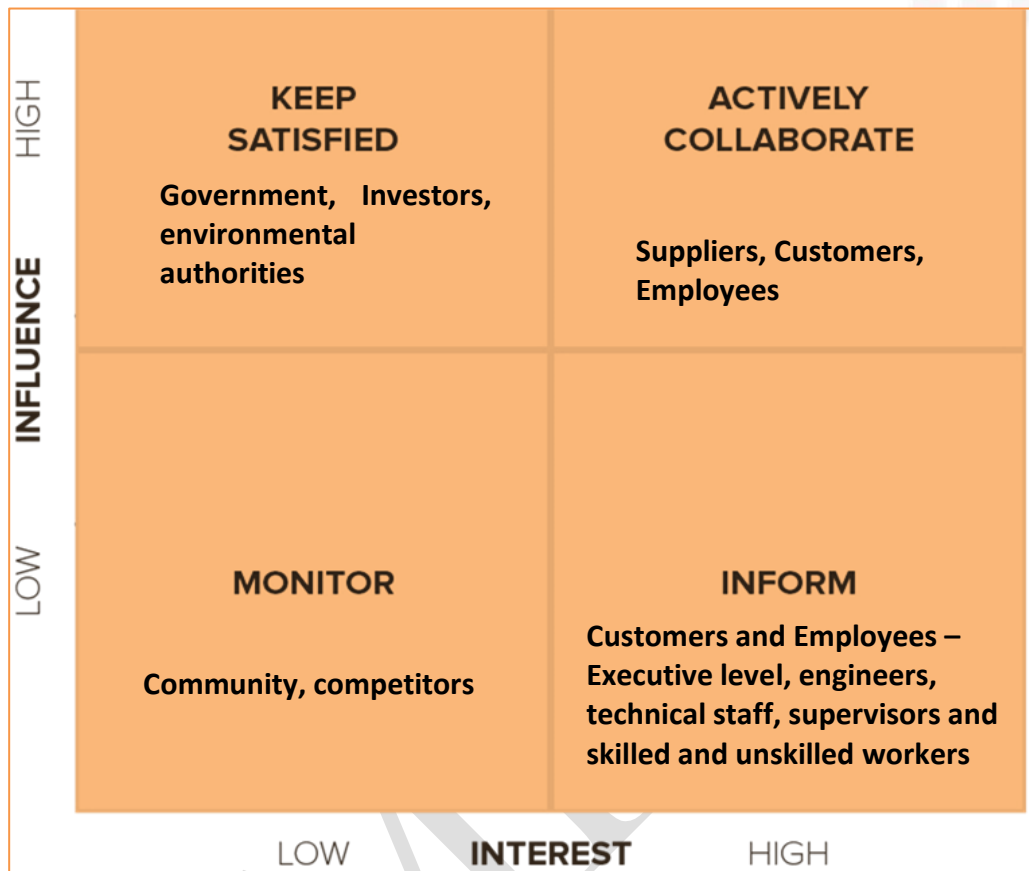 HIGH
INFLUENCE
LOW
KEEP
SATISFIED
Government, Investors,
environmental
authorities
ACTIVELY
COLLABORATE
Suppliers, Customers,
Employees
MONITOR
Community, competitors
INFORM
Customers and Employees –
Executive level, engineers,
technical staff, supervisors and
skilled and unskilled workers
LOW INTEREST HIGH